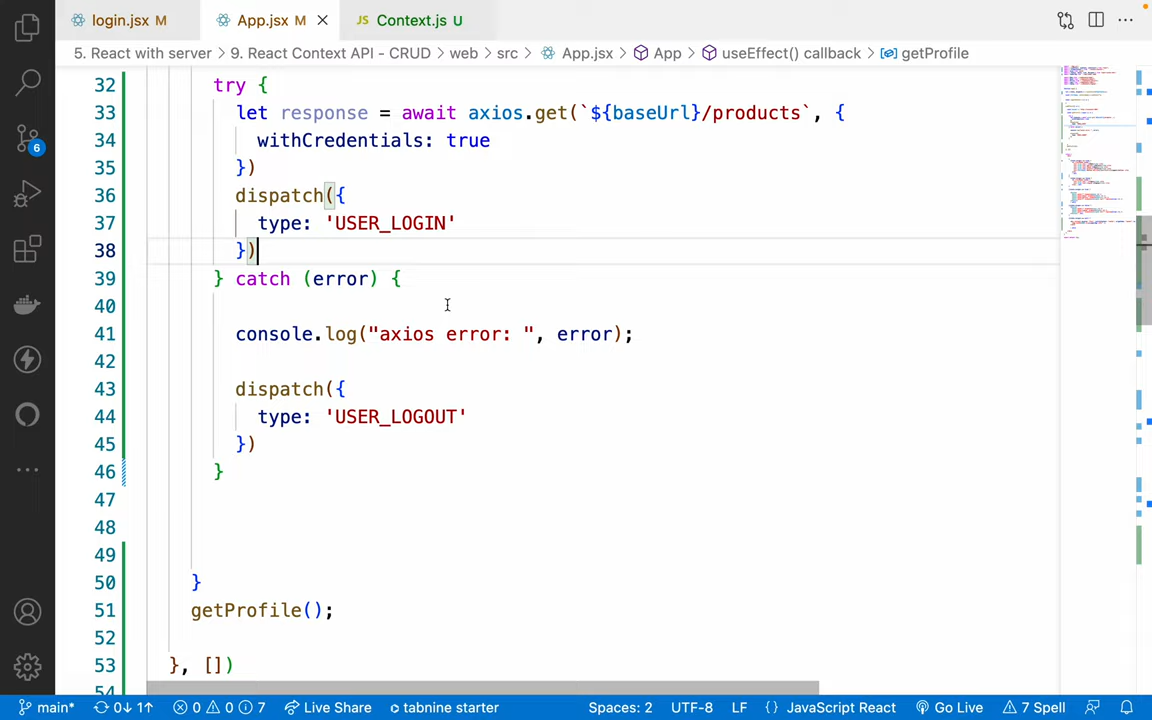 login.jsx M
App.jsx M
Context.js U
5. React with server > 9. React Context API - CRUD > web > src > App.jsx > App > useEffect() callback > getProfile
32 try {
33 let response = await axios.get(`${baseUrl}/products`, {
34 withCredentials: true
35 })
36 dispatch({
37 type: 'USER_LOGIN'
38 })
39 } catch (error) {
40
41 console.log("axios error: ", error);
42
43 dispatch({
44 type: 'USER_LOGOUT'
45 })
46 }
47
48
49
50 }
51 getProfile();
52
53 }, [])
54
6
main* 0↓ 1↑ 0 0 7 Live Share tabnine starter Spaces: 2 UTF-8 LF {} JavaScript React Go Live 7 Spell